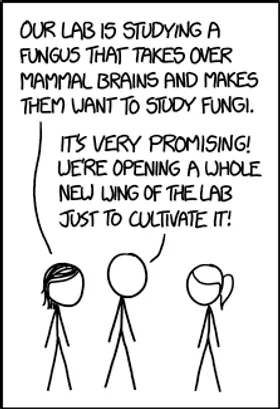 OUR LAB IS STUDYING A
FUNGUS THAT TAKES OVER
MAMMAL BRAINS AND MAKES
THEM WANT TO STUDY FUNGI.
IT'S VERY PROMISING!
WE'RE OPENING A WHOLE
NEW WING OF THE LAB
JUST TO CULTIVATE IT!